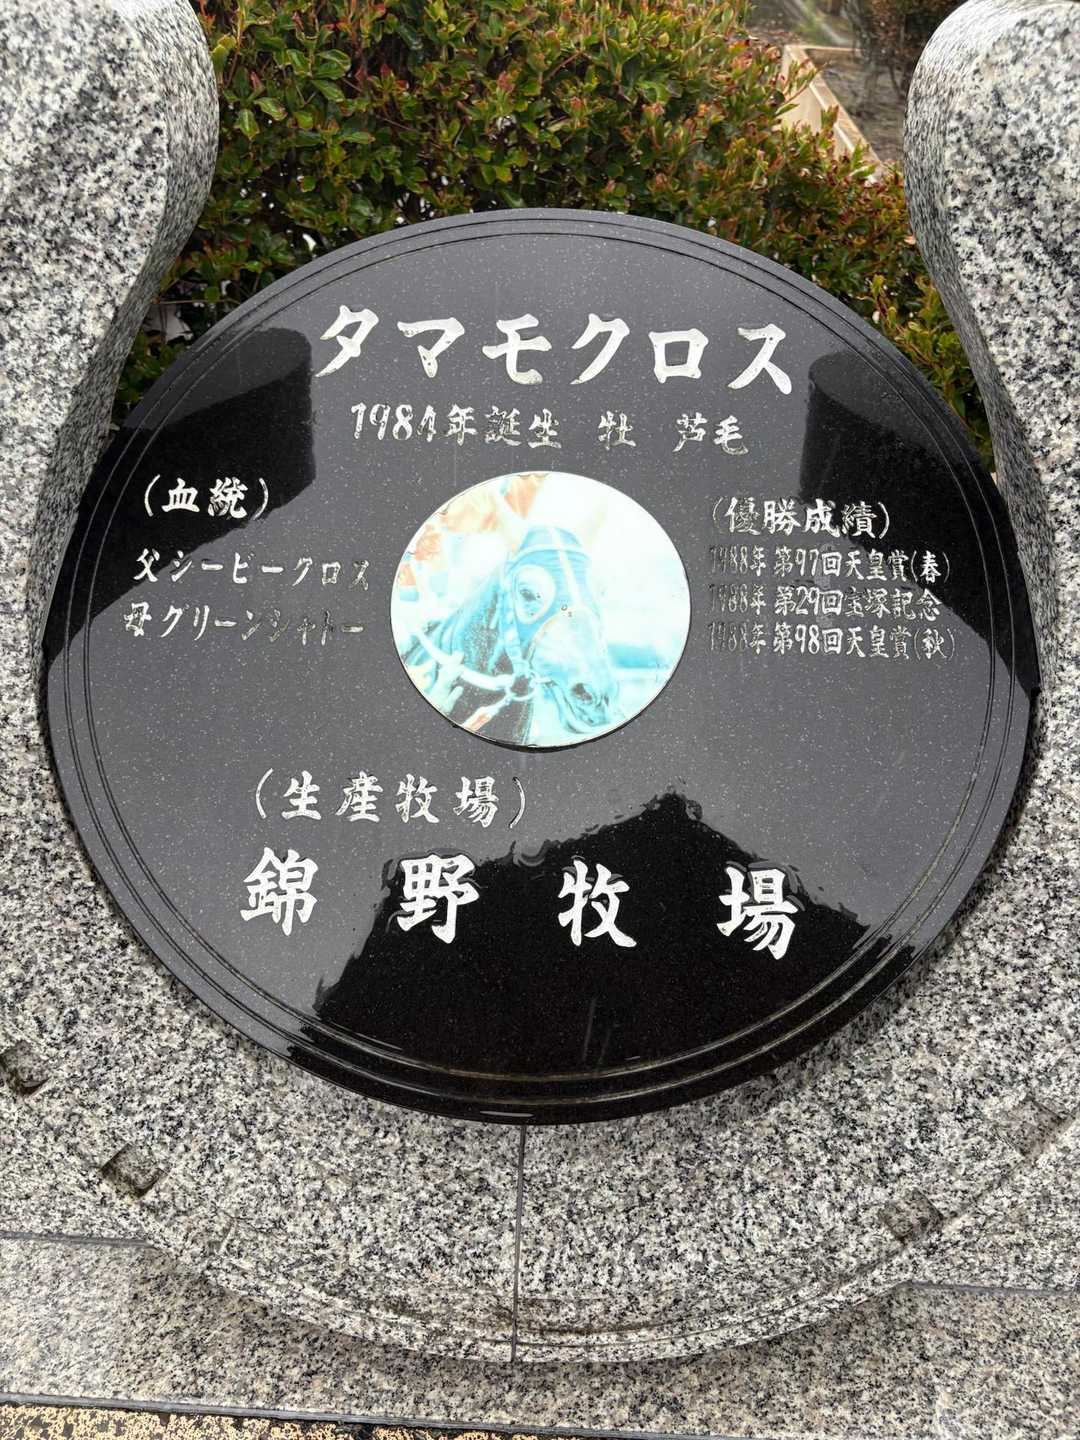 タマモクロス
1984年誕生 牡 芦毛
(血統)
父シービークロス
母グリーンシャトー
(優勝成績)
1988年 第97回天皇賞(春)
1988年 第29回宝塚記念
1988年 第98回天皇賞(秋)
(生産牧場)
錦野牧場